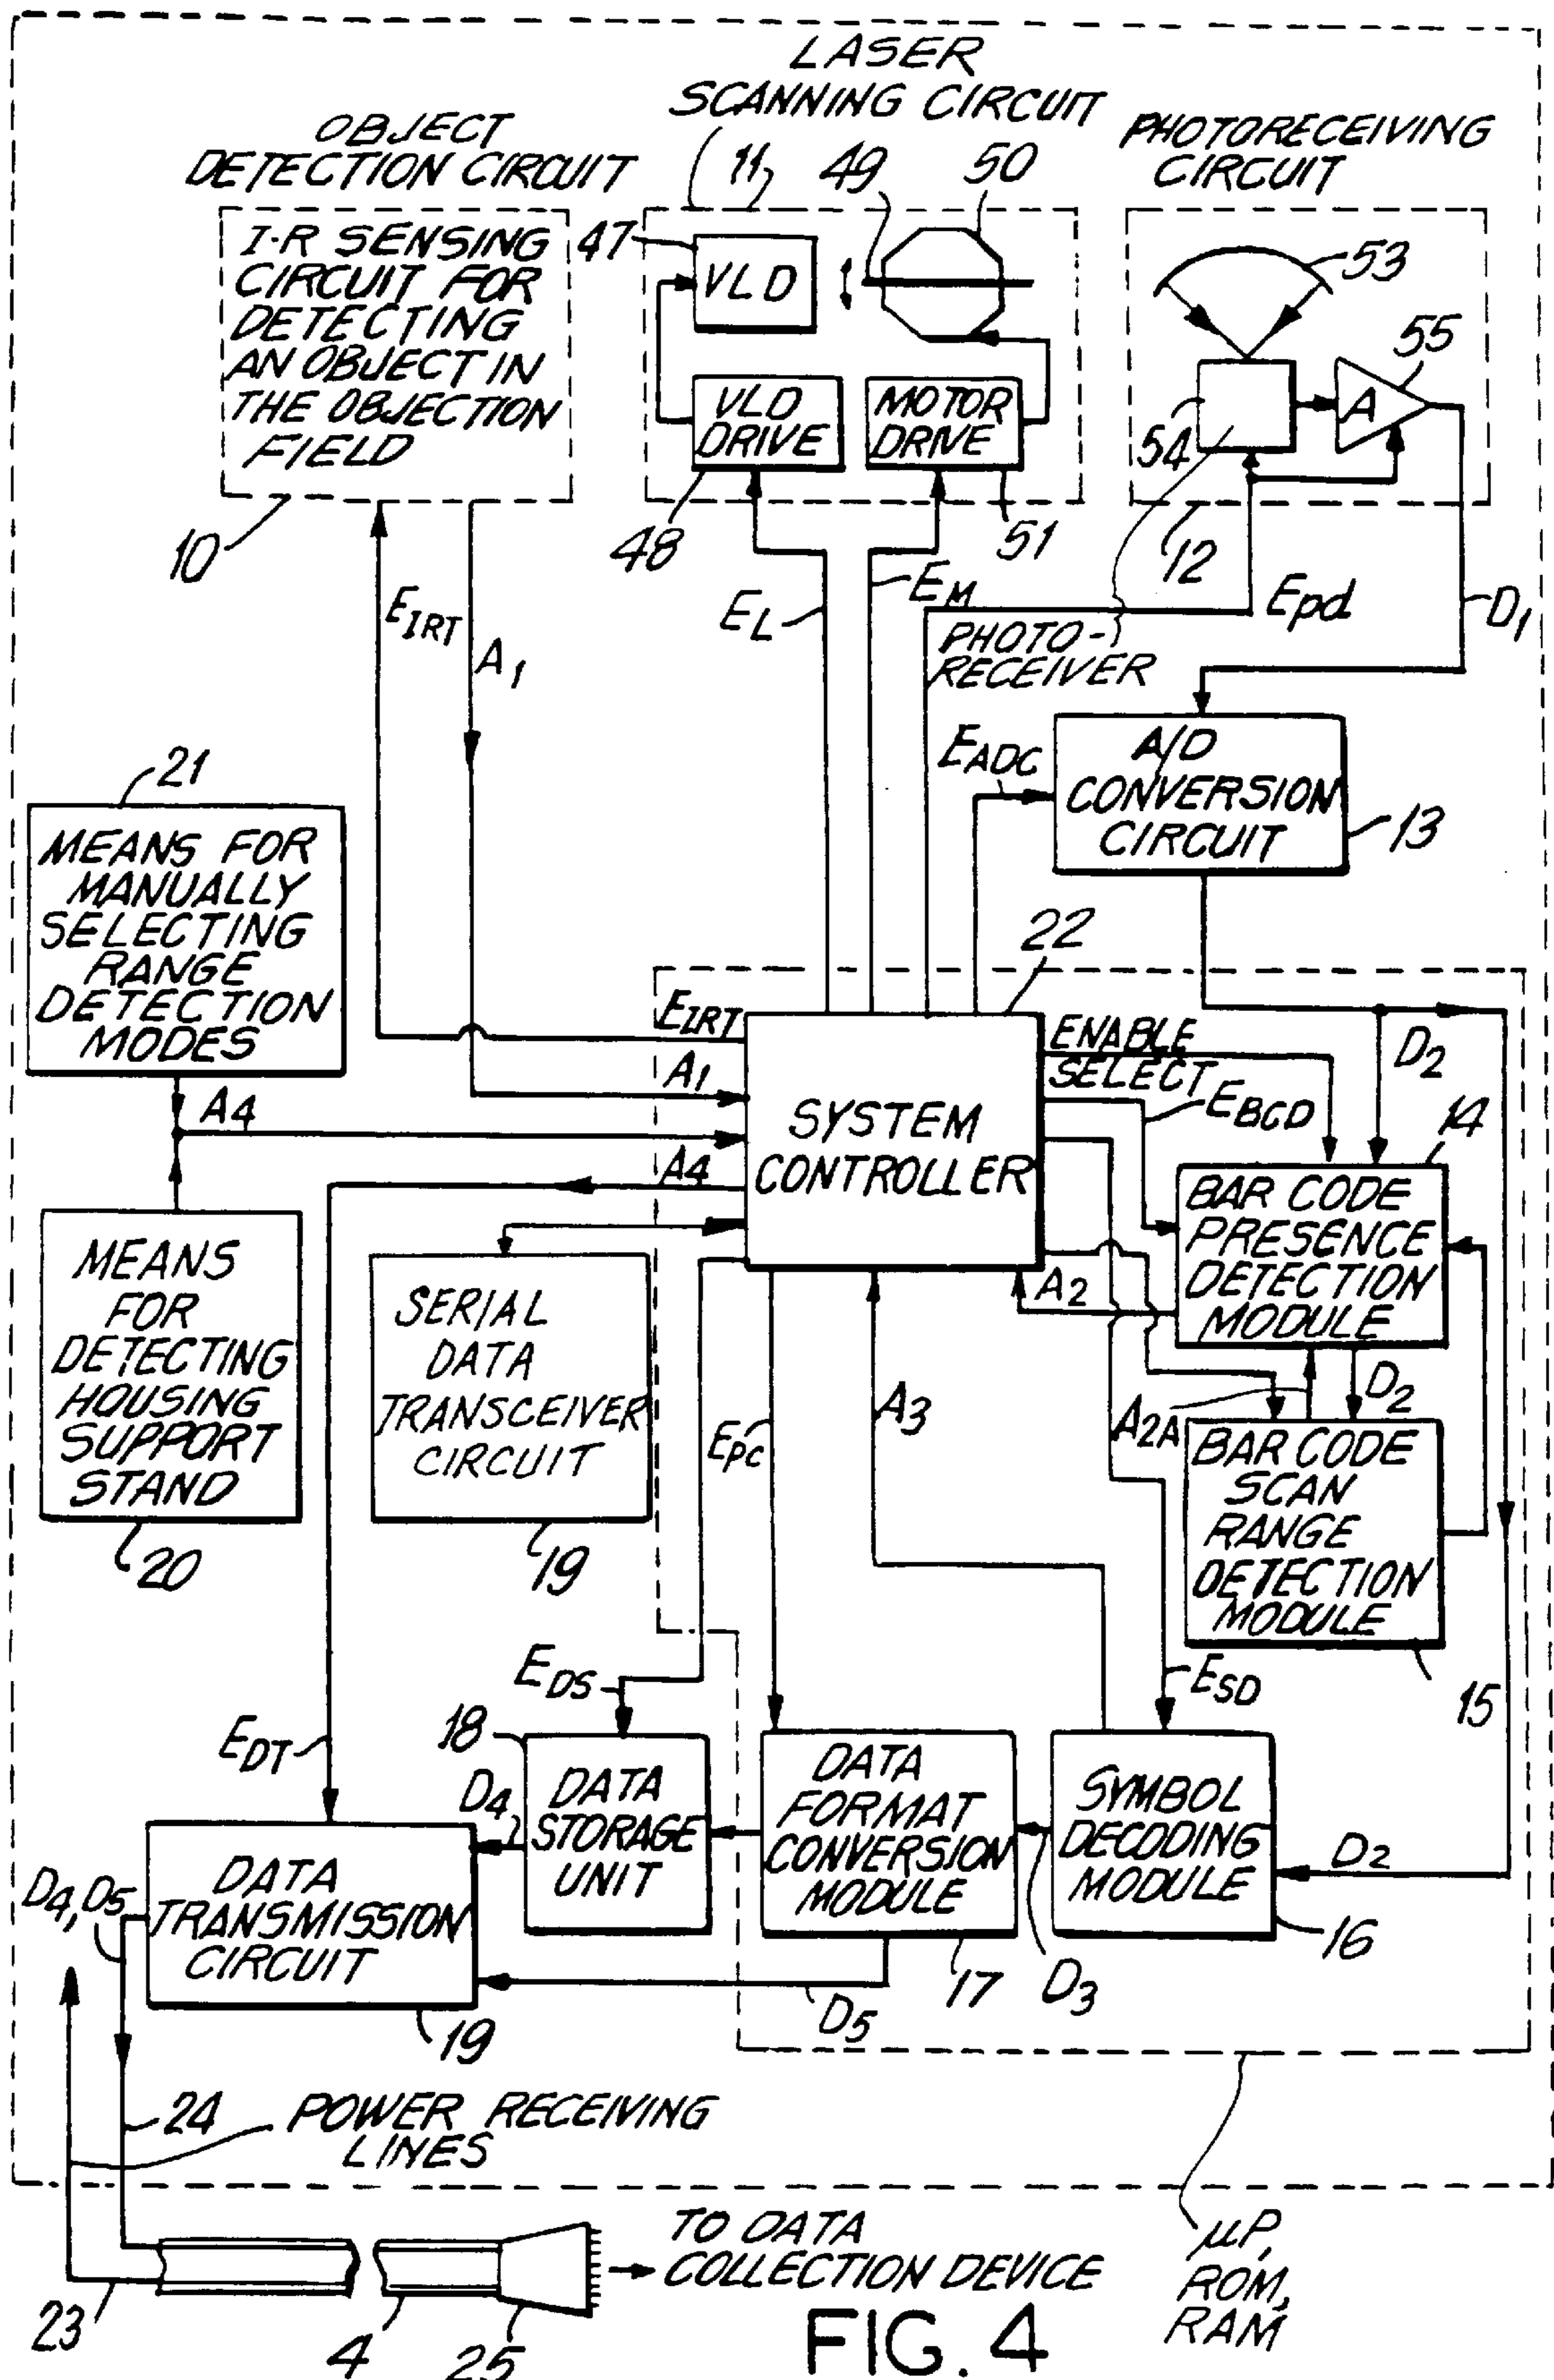 LASER
SCANNING CIRCUIT
OBJECT
DETECTION CIRCUIT
PHOTORECEIVING
CIRCUIT
11
49
50
I-R SENSING
CIRCUIT FOR
DETECTING
AN OBJECT IN
THE OBJECTION
FIELD
10
47
VLD
VLD
DRIVE
MOTOR
DRIVE
48
51
53
55
54
A
12
EIRT
A1
EL
EM
Epd
D1
PHOTO-
RECEIVER
EADC
A/D
CONVERSION
CIRCUIT
13
21
MEANS FOR
MANUALLY
SELECTING
RANGE
DETECTION
MODES
22
EIRT
A1
A4
A4
SYSTEM
CONTROLLER
ENABLE
SELECT
EBCD
D2
14
BAR CODE
PRESENCE
DETECTION
MODULE
A2
MEANS
FOR
DETECTING
HOUSING
SUPPORT
STAND
20
SERIAL
DATA
TRANSCEIVER
CIRCUIT
19
EPC
A3
A2A
D2
BAR CODE
SCAN
RANGE
DETECTION
MODULE
15
EDS
ESD
EDT
18
D4
DATA
STORAGE
UNIT
DATA
FORMAT
CONVERSION
MODULE
SYMBOL
DECODING
MODULE
D2
16
D4, D5
DATA
TRANSMISSION
CIRCUIT
19
17
D3
D5
24
POWER RECEIVING
LINES
TO DATA
COLLECTION DEVICE
µP,
ROM,
RAM
23
4
25
FIG. 4